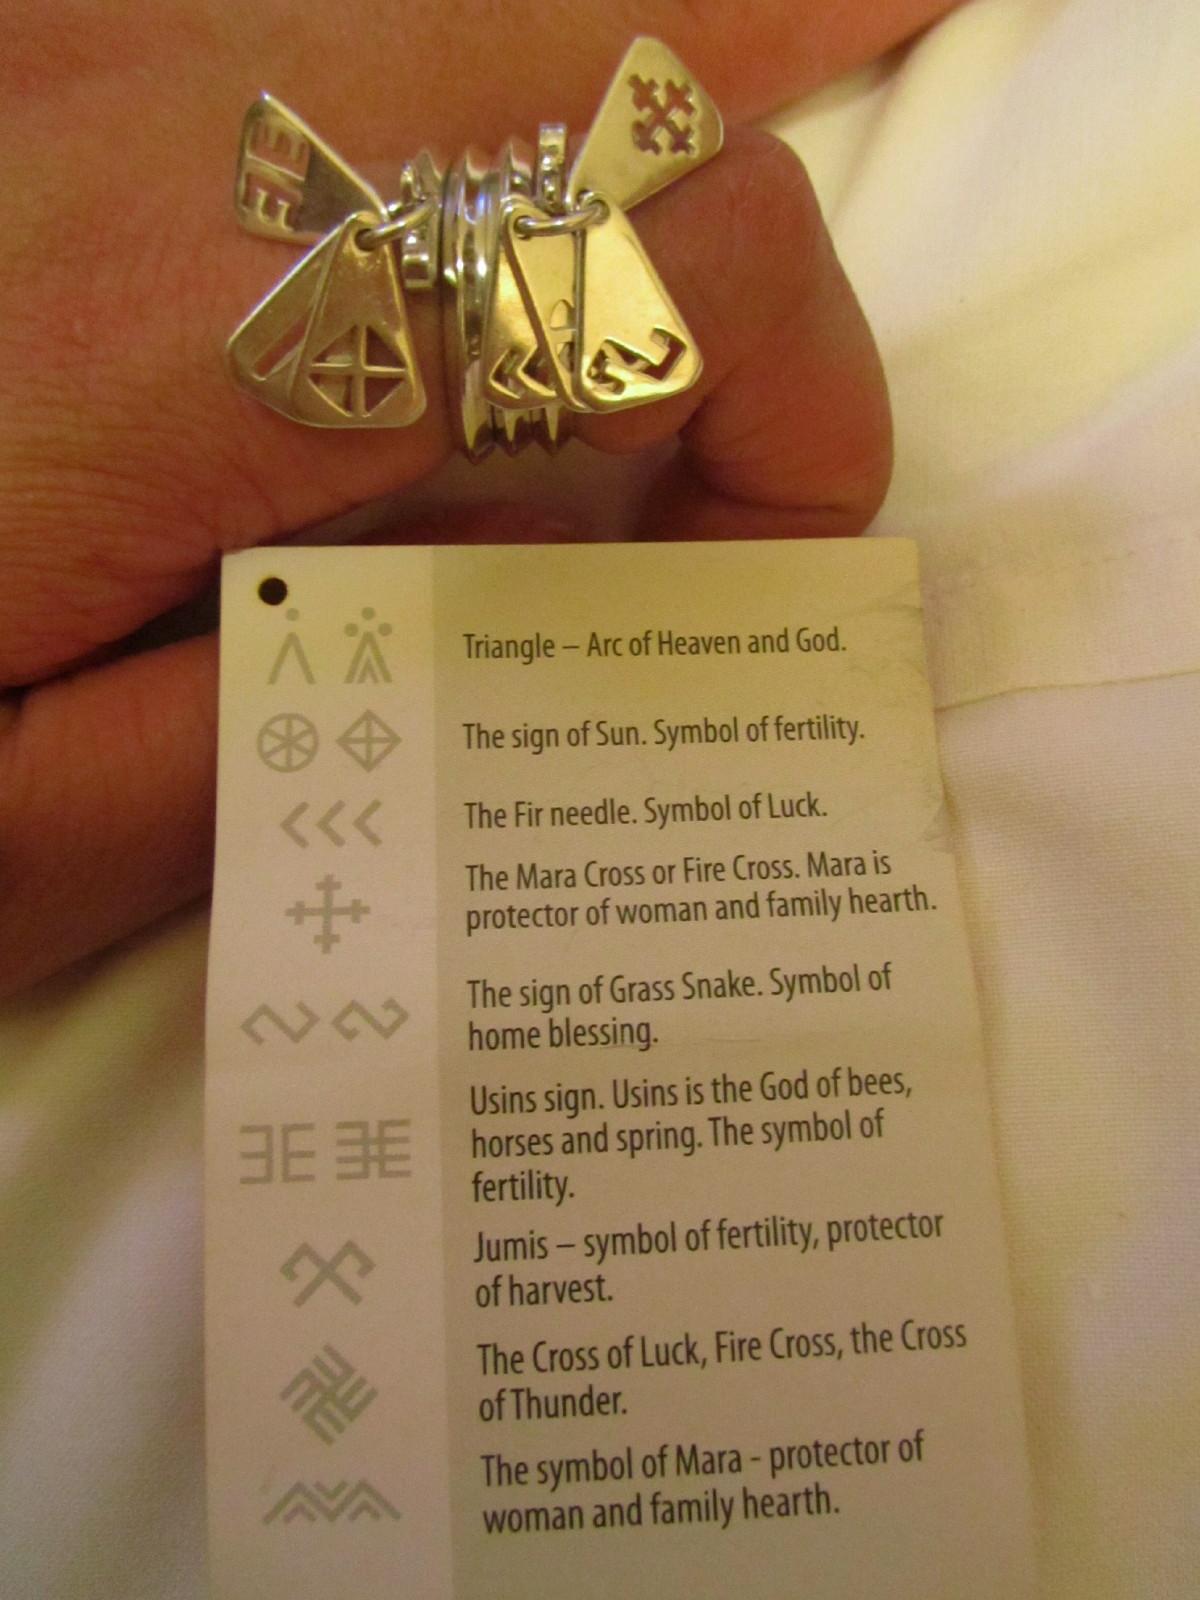 Triangle – Arc of Heaven and God.
The sign of Sun. Symbol of fertility.
The Fir needle. Symbol of Luck.
The Mara Cross or Fire Cross. Mara is
protector of woman and family hearth.
The sign of Grass Snake. Symbol of
home blessing.
Usins sign. Usins is the God of bees,
horses and spring. The symbol of
fertility.
Jumis – symbol of fertility, protector
of harvest.
The Cross of Luck, Fire Cross, the Cross
of Thunder.
The symbol of Mara - protector of
woman and family hearth.